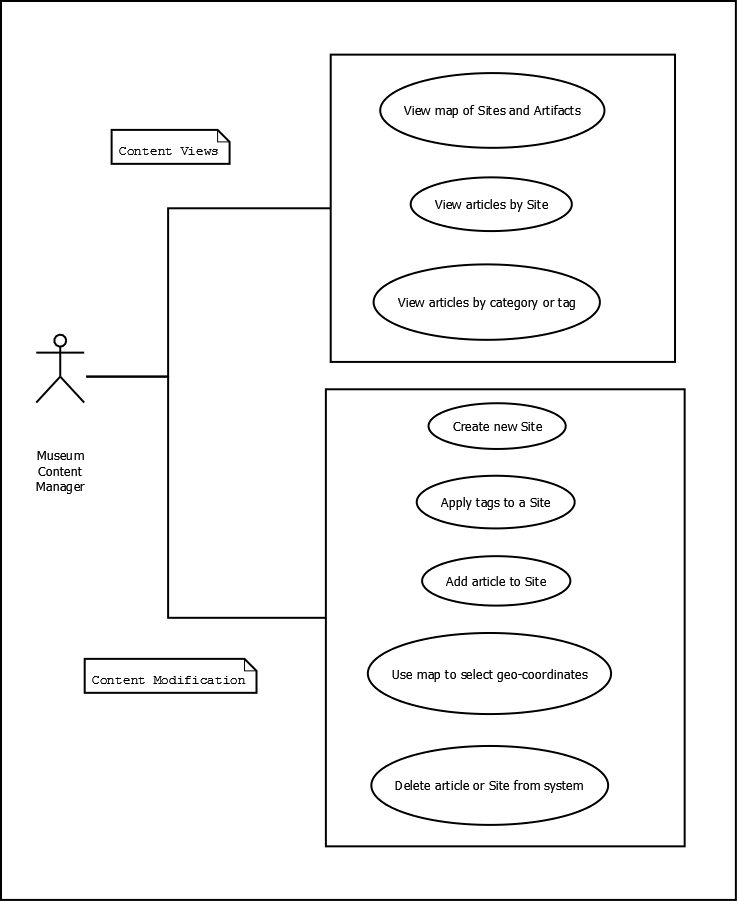 View map of Sites and Artifacts
Content Views
View articles by Site
View articles by category or tag
Museum
Content
Manager
Create new Site
Apply tags to a Site
Add article to Site
Use map to select geo-coordinates
Content Modification
Delete article or Site from system